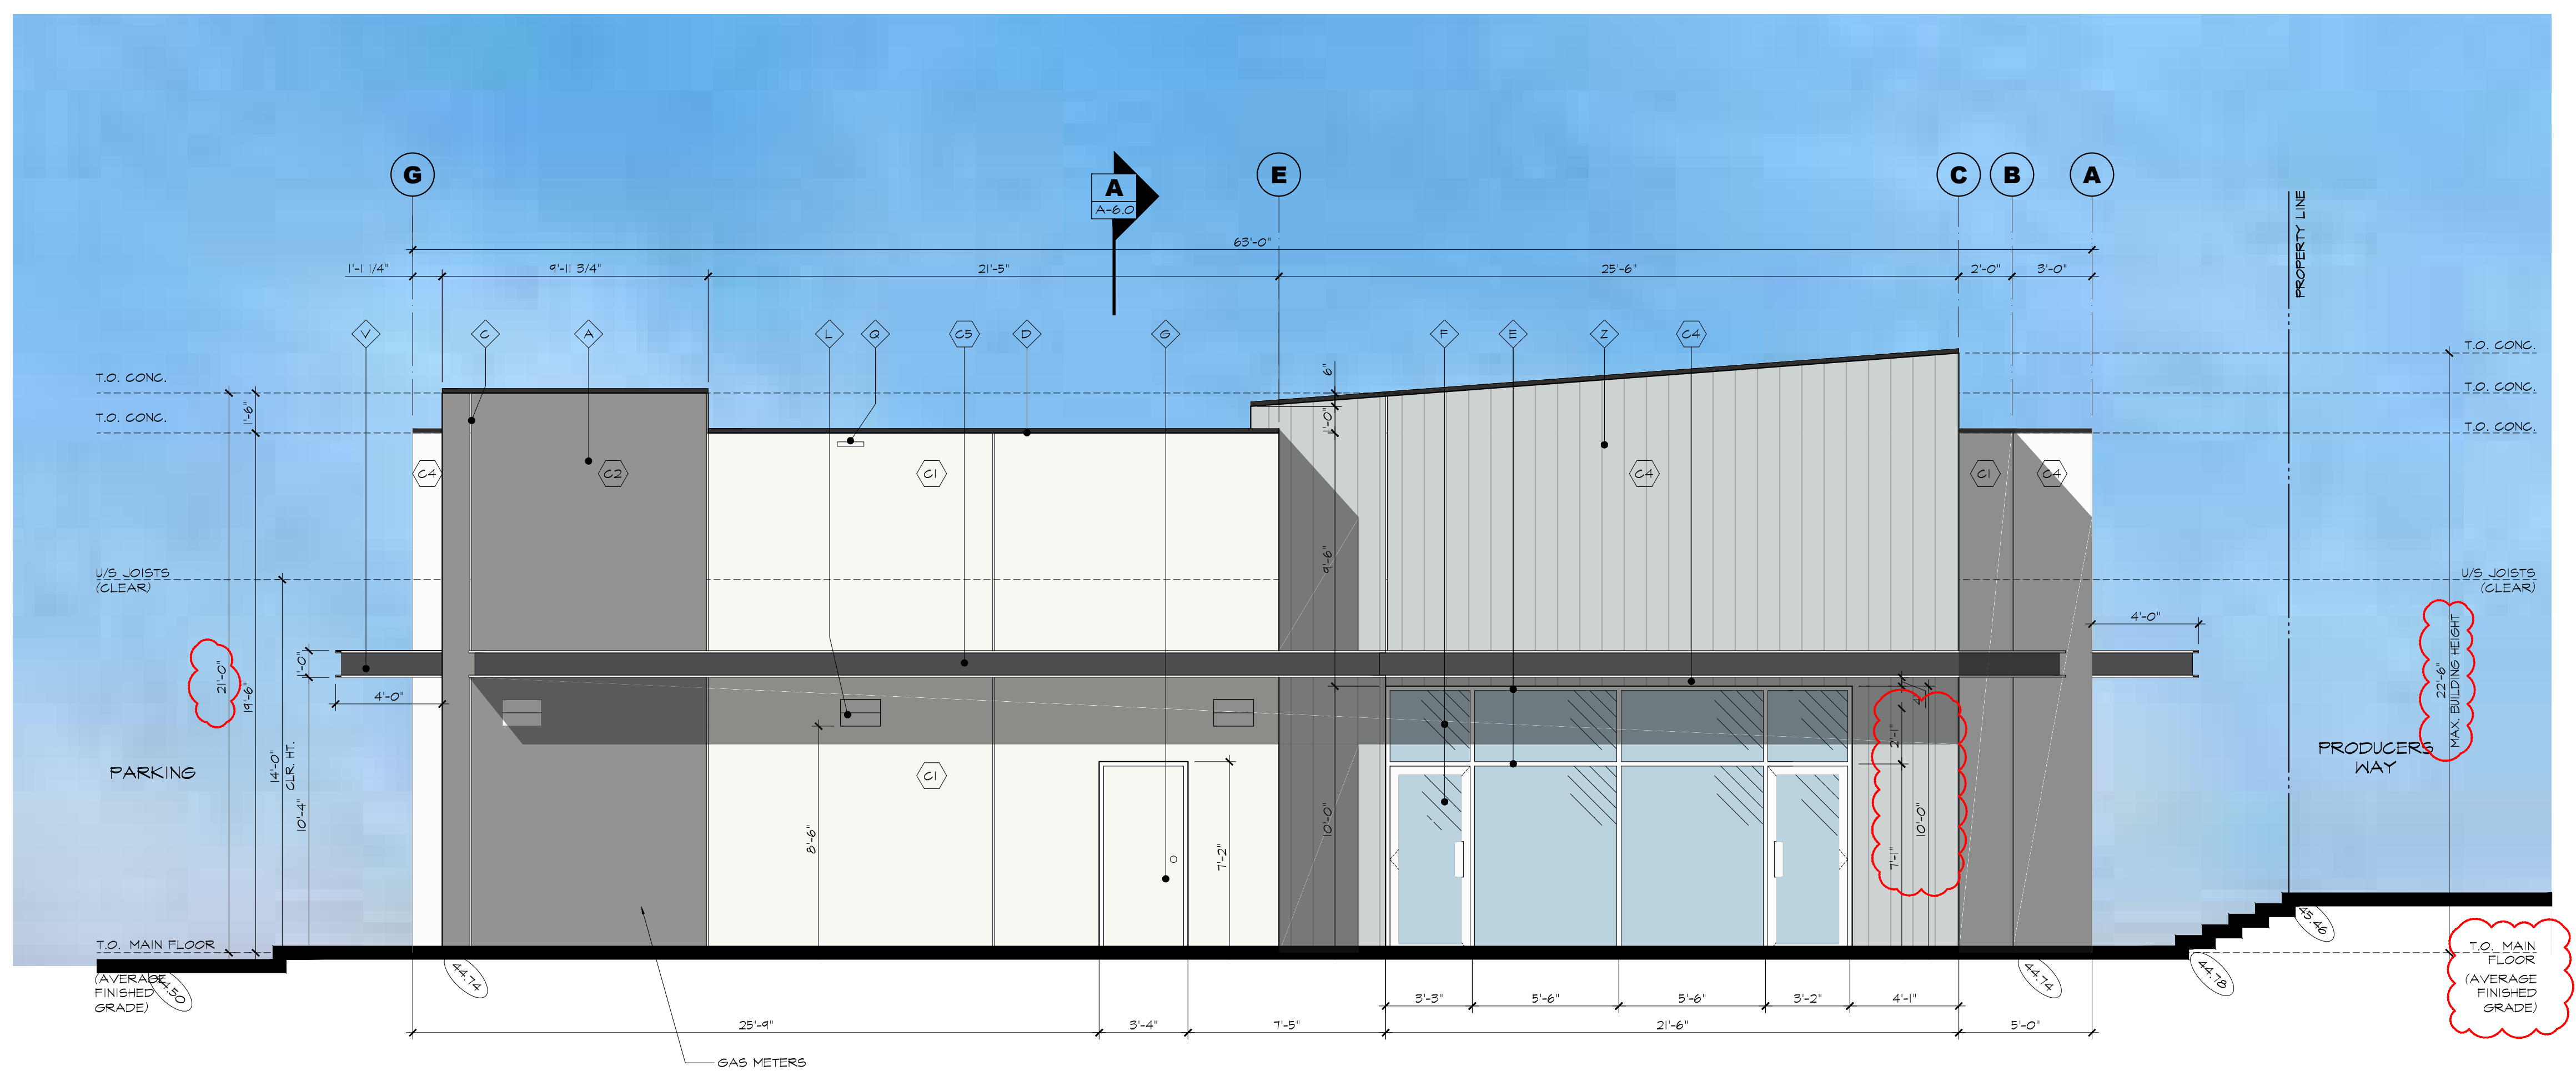 G
A
A-6.0
E
C
B
A
PROPERTY LINE
63'-0"
1'-1 1/4"
9'-11 3/4"
21'-5"
25'-6"
2'-0"
3'-0"
V
C
A
L
Q
C5
D
G
F
E
Z
C4
T.O. CONC.
T.O. CONC.
T.O. CONC.
T.O. CONC.
T.O. CONC.
1'-6"
6"
1'-0"
C4
C2
C1
C4
C1
C4
U/S JOISTS
(CLEAR)
9'-6"
U/S JOISTS
(CLEAR)
4'-0"
21'-0"
19'-6"
1'-0"
4'-0"
22'-6"
MAX. BUILDING HEIGHT
PARKING
14'-0"
CLR. HT.
10'-4"
8'-6"
C1
7'-2"
10'-0"
2'-1"
7'-1"
10'-0"
PRODUCERS
WAY
T.O. MAIN FLOOR
(AVERAGE
FINISHED
GRADE)
44.74
44.74
44.78
45.46
T.O. MAIN
FLOOR
(AVERAGE
FINISHED
GRADE)
3'-3"
5'-6"
5'-6"
3'-2"
4'-1"
25'-9"
3'-4"
7'-5"
21'-6"
5'-0"
GAS METERS